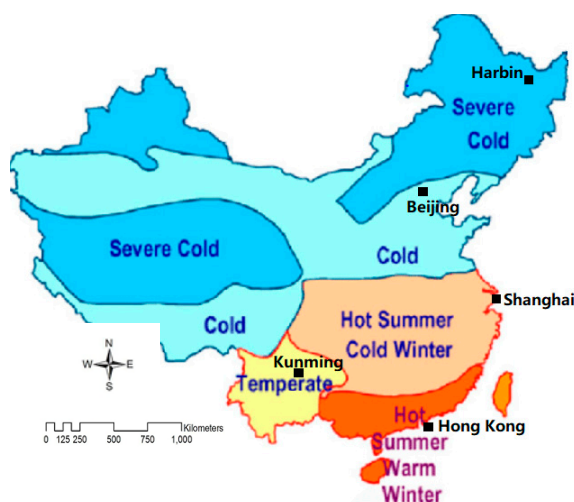 Harbin
Severe
Cold
Beijing
Severe Cold
Cold
Cold
Shanghai
Hot Summer
Cold Winter
Kunming
Temperate
N
W E
S
Hot
Summer
Warm
Winter
Hong Kong
Kilometers
0 125 250 500 750 1,000